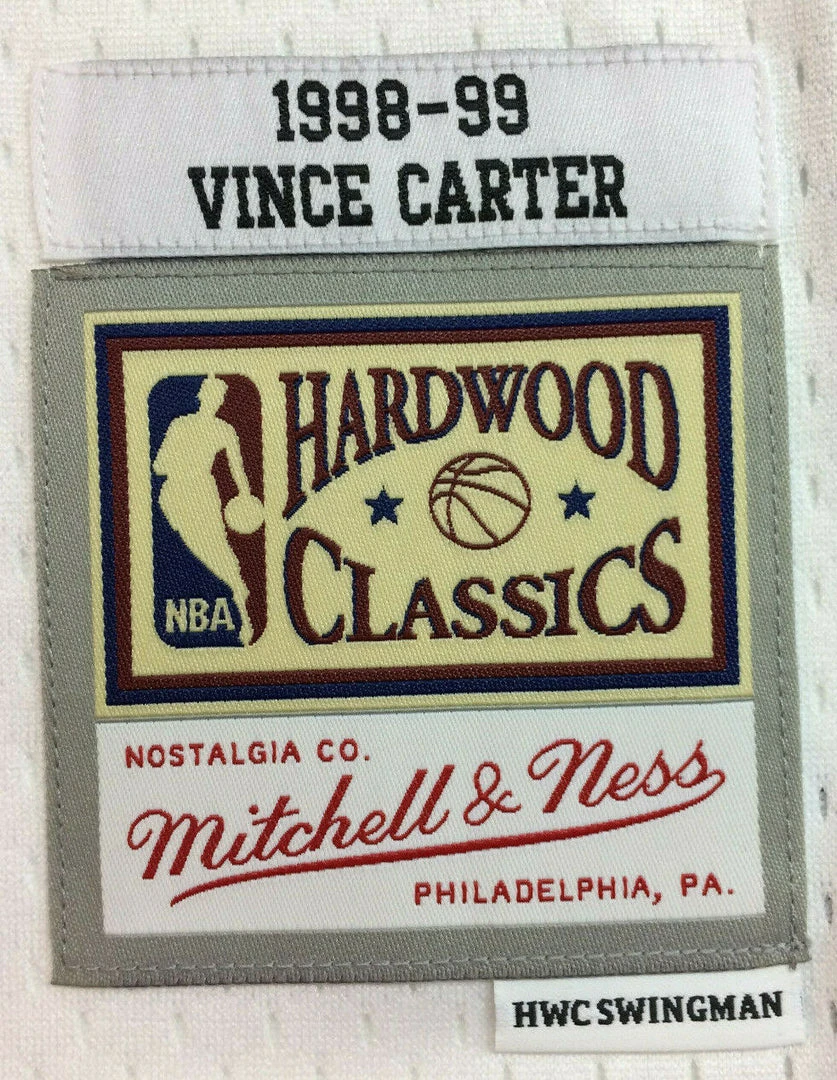 1998-99
VINCE CARTER
NBA
HARDWOOD
CLASSICS
NOSTALGIA CO.
Mitchell & Ness
PHILADELPHIA, PA.
HWC SWINGMAN